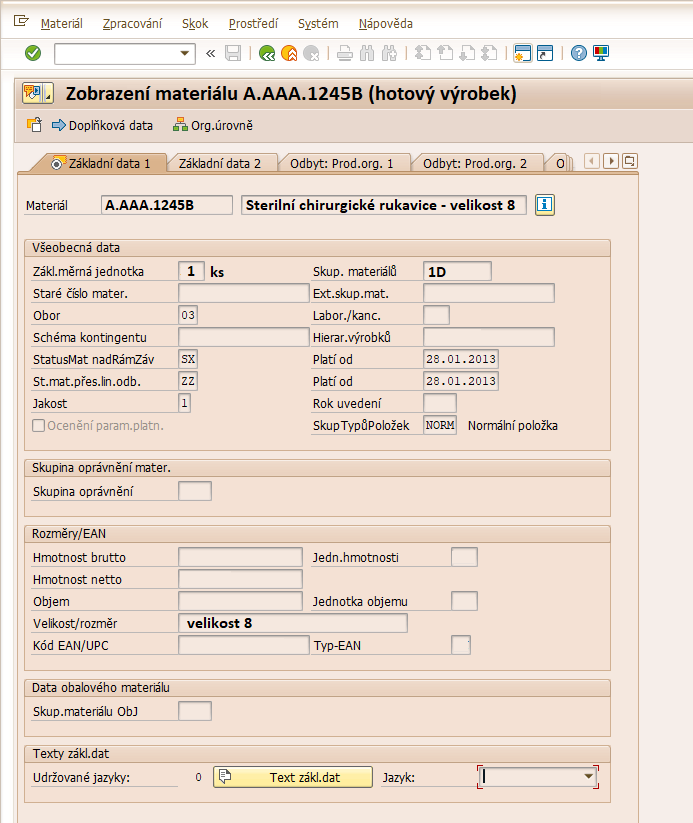 Materiál Zpracování Skok Prostředí Systém Nápověda
Zobrazení materiálu A.AAA.1245B (hotový výrobek)
Doplňková data Org.úrovně
Základní data 1 Základní data 2 Odbyt: Prod.org. 1 Odbyt: Prod.org. 2 O
Materiál A.AAA.1245B Sterilní chirurgické rukavice - velikost 8
Všeobecná data
Zákl.měrná jednotka 1 ks Skup. materiálů 1D
Staré číslo mater. Ext.skup.mat.
Obor 03 Labor./kanc.
Schéma kontingentu Hierar.výrobků
StatusMat nadRámZáv SX Platí od 28.01.2013
St.mat.přes.lin.odb. ZZ Platí od 28.01.2013
Jakost 1 Rok uvedení
Ocenění param.platn. SkupTypůPoložek NORM Normální položka
Skupina oprávnění mater.
Skupina oprávnění
Rozměry/EAN
Hmotnost brutto Jedn.hmotnosti
Hmotnost netto
Objem Jednotka objemu
Velikost/rozměr velikost 8
Kód EAN/UPC Typ-EAN
Data obalového materiálu
Skup.materiálu ObJ
Texty zákl.dat
Udržované jazyky: 0 Text zákl.dat Jazyk: